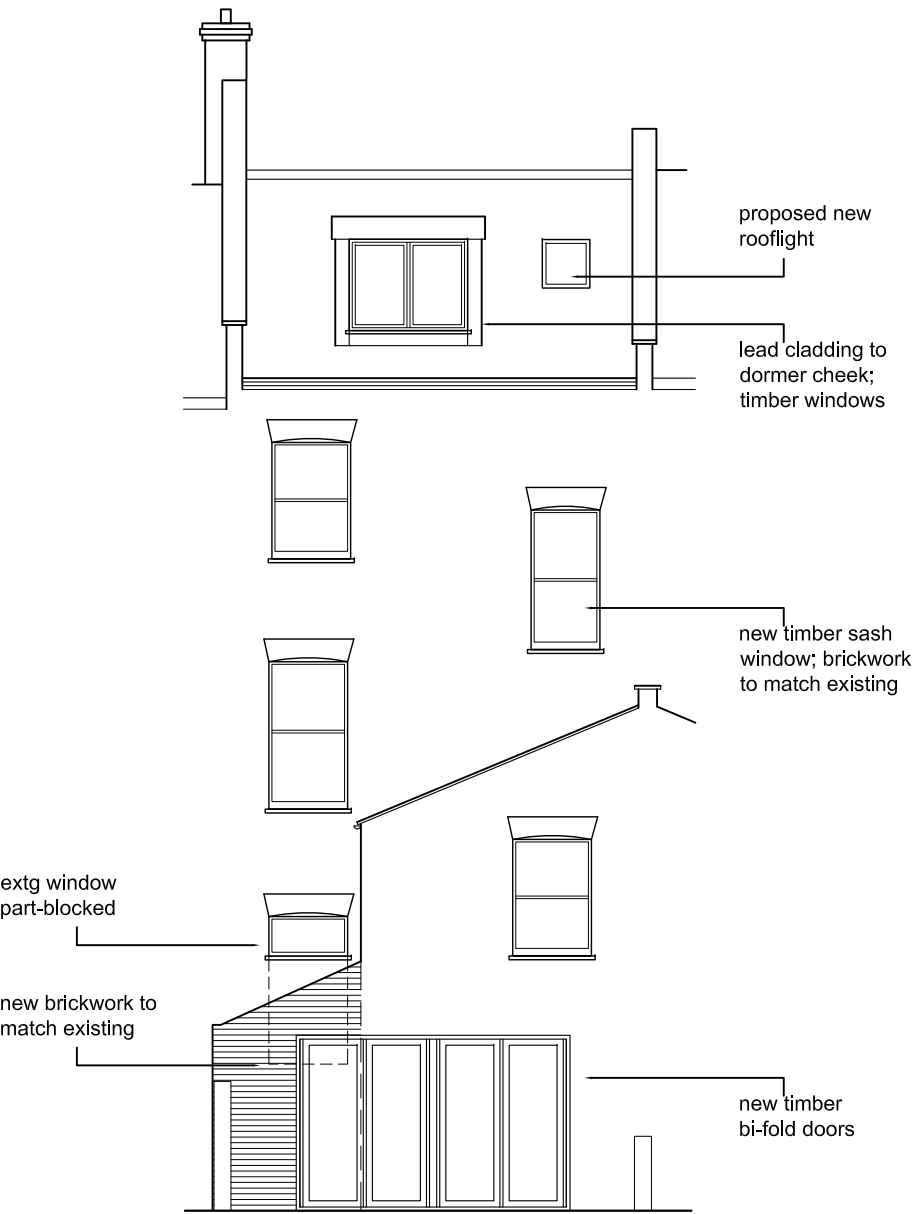 proposed new
rooflight
lead cladding to
dormer cheek;
timber windows
new timber sash
window; brickwork
to match existing
extg window
part-blocked
new brickwork to
match existing
new timber
bi-fold doors